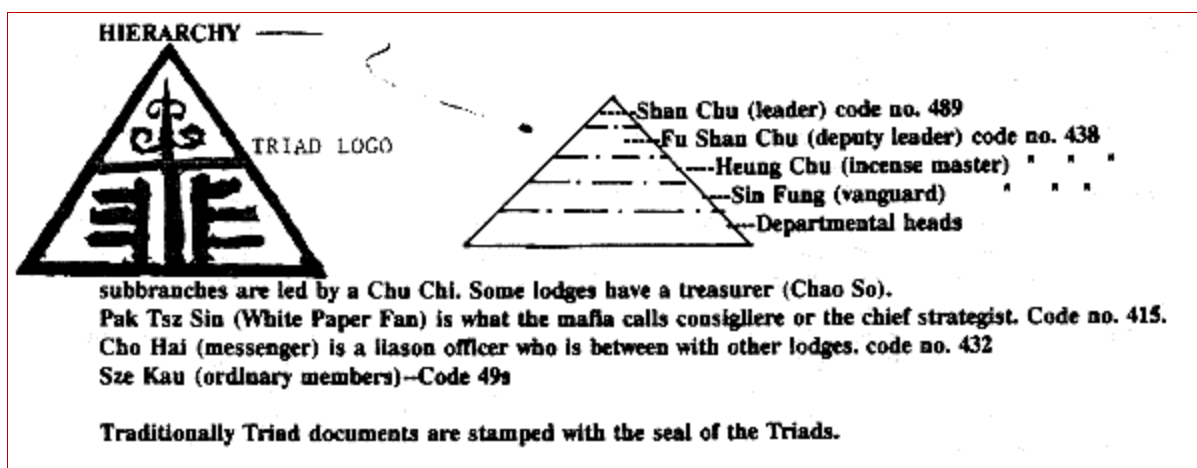 HIERARCHY
TRIAD LOGO
Shan Chu (leader) code no. 489
Fu Shan Chu (deputy leader) code no. 438
Heung Chu (incense master) " " "
Sin Fung (vanguard) " " "
Departmental heads
subbranches are led by a Chu Chi. Some lodges have a treasurer (Chao So).
Pak Tsz Sin (White Paper Fan) is what the mafia calls consigliere or the chief strategist. Code no. 415.
Cho Hai (messenger) is a liason officer who is between with other lodges. code no. 432
Sze Kau (ordinary members)--Code 49s
Traditionally Triad documents are stamped with the seal of the Triads.